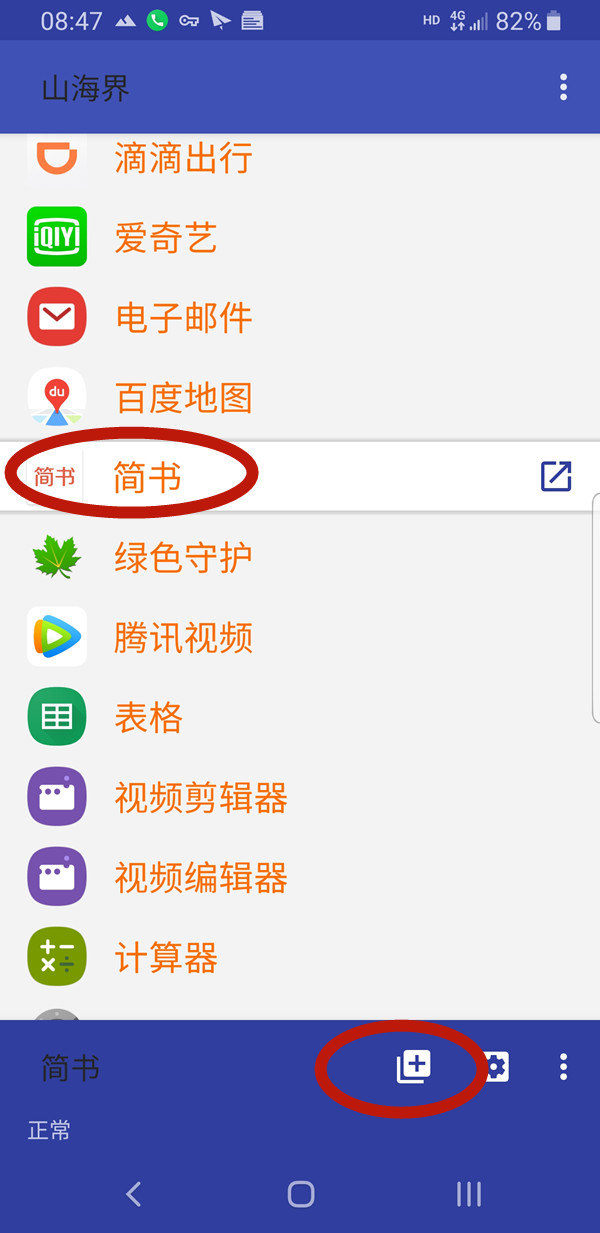 08:47 HD 4G 82%
山海界
滴滴出行
iQIYI 爱奇艺
电子邮件
du 百度地图
简书 简书
绿色守护
腾讯视频
表格
视频剪辑器
视频编辑器
计算器
简书
正常